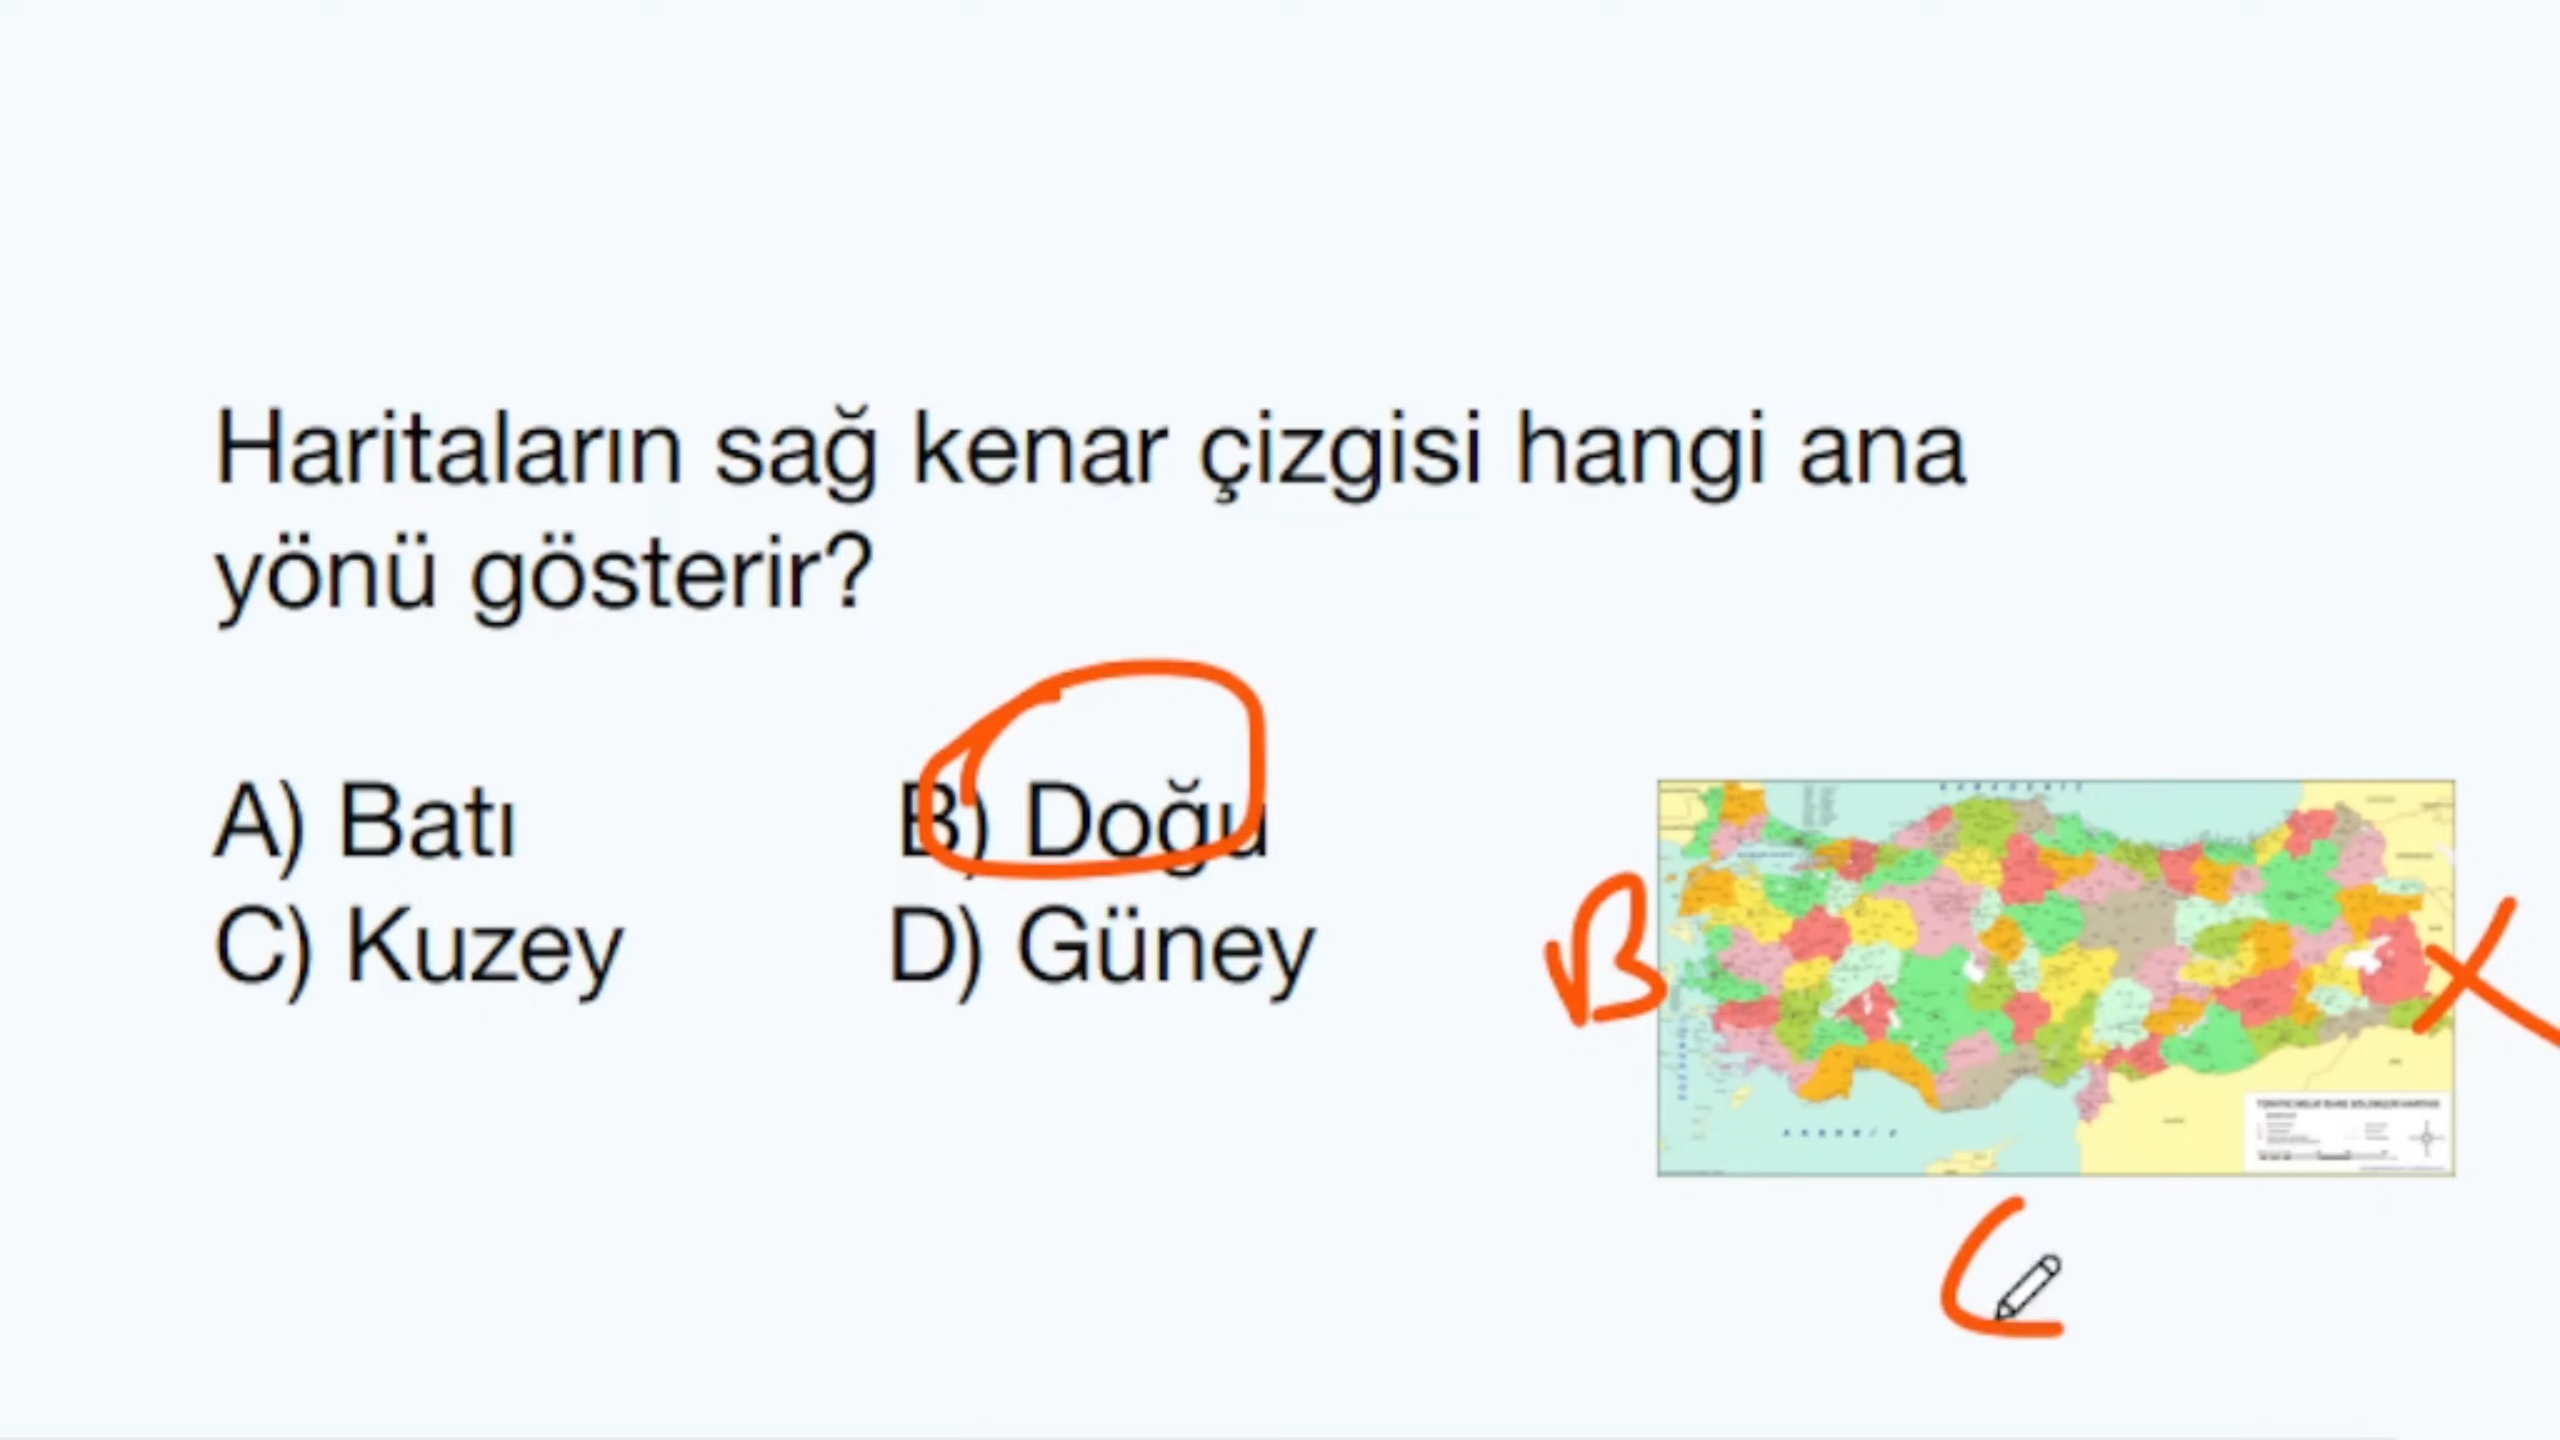 Haritaların sağ kenar çizgisi hangi ana
yönü gösterir?
A) Batı
B) Doğu
C) Kuzey
D) Güney
B